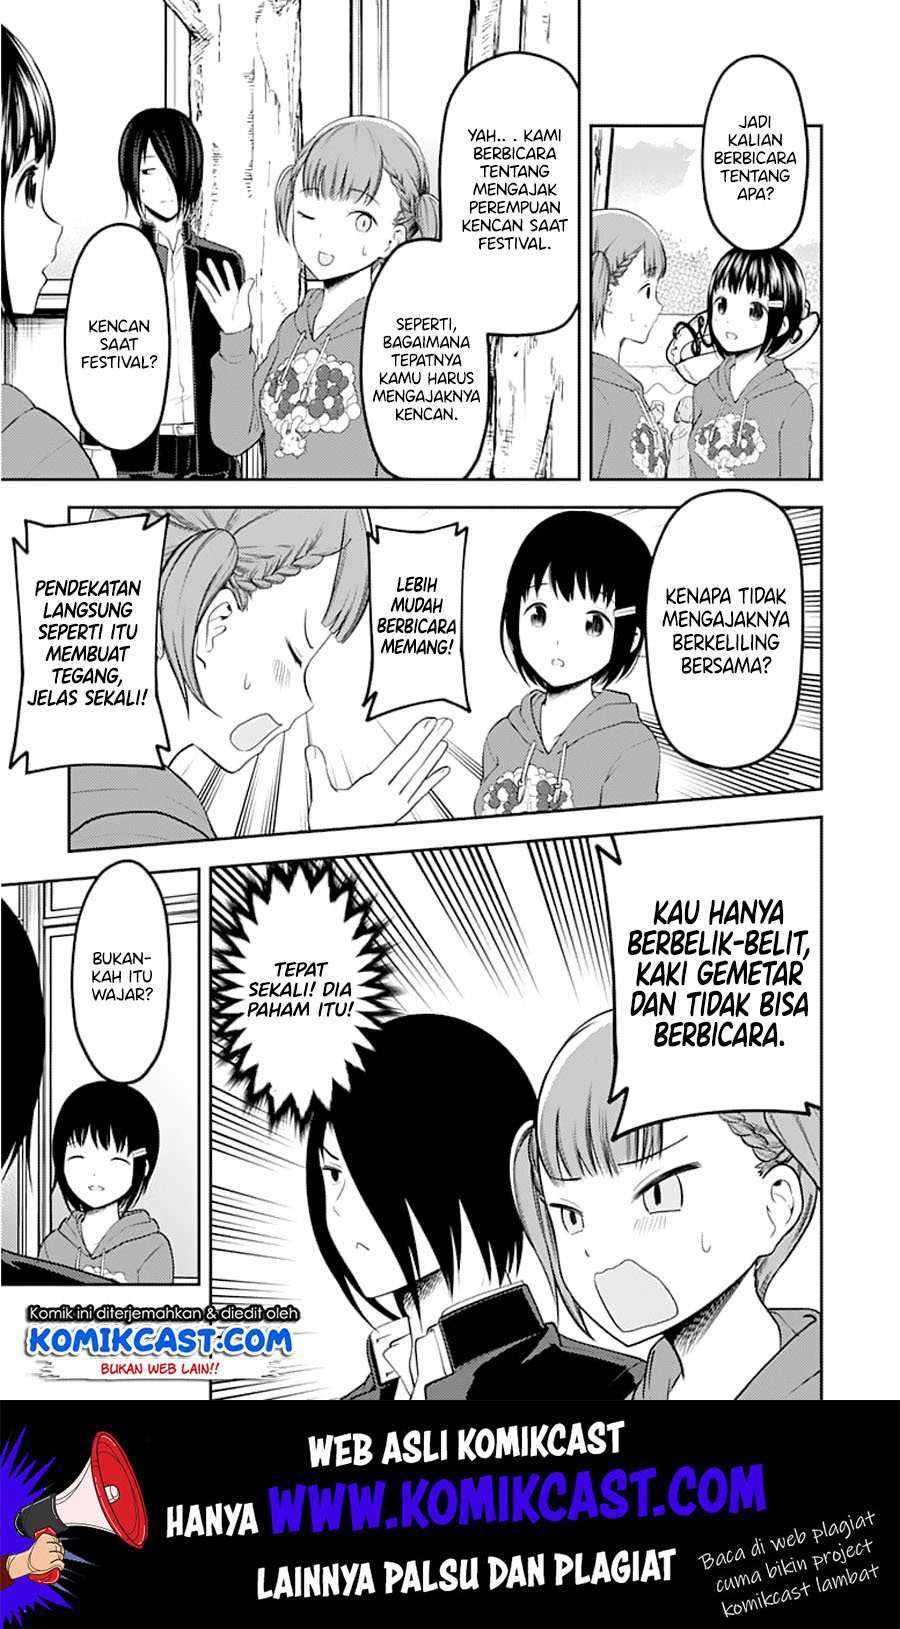 JADI
KALIAN
BERBICARA
TENTANG
APA?
YAH.. . KAMI
BERBICARA
TENTANG
MENGAJAK
PEREMPUAN
KENCAN SAAT
FESTIVAL.
SEPERTI,
BAGAIMANA
TEPATNYA
KAMU HARUS
MENGAJAKNYA
KENCAN.
KENCAN
SAAT
FESTIVAL?
KENAPA TIDAK
MENGAJAKNYA
BERKELILING
BERSAMA?
LEBIH
MUDAH
BERBICARA
MEMANG!
PENDEKATAN
LANGSUNG
SEPERTI ITU
MEMBUAT
TEGANG,
JELAS SEKALI!
KAU HANYA
BERBELIK-BELIT,
KAKI GEMETAR
DAN TIDAK BISA
BERBICARA.
TEPAT
SEKALI! DIA
PAHAM ITU!
BUKAN-
KAH ITU
WAJAR?
Komik ini diterjemahkan & diedit oleh
KOMIKCAST.COM
BUKAN WEB LAIN!!
WEB ASLI KOMIKCAST
HANYA WWW.KOMIKCAST.COM
LAINNYA PALSU DAN PLAGIAT
Baca di web plagiat
cuma bikin project
komikcast lambat